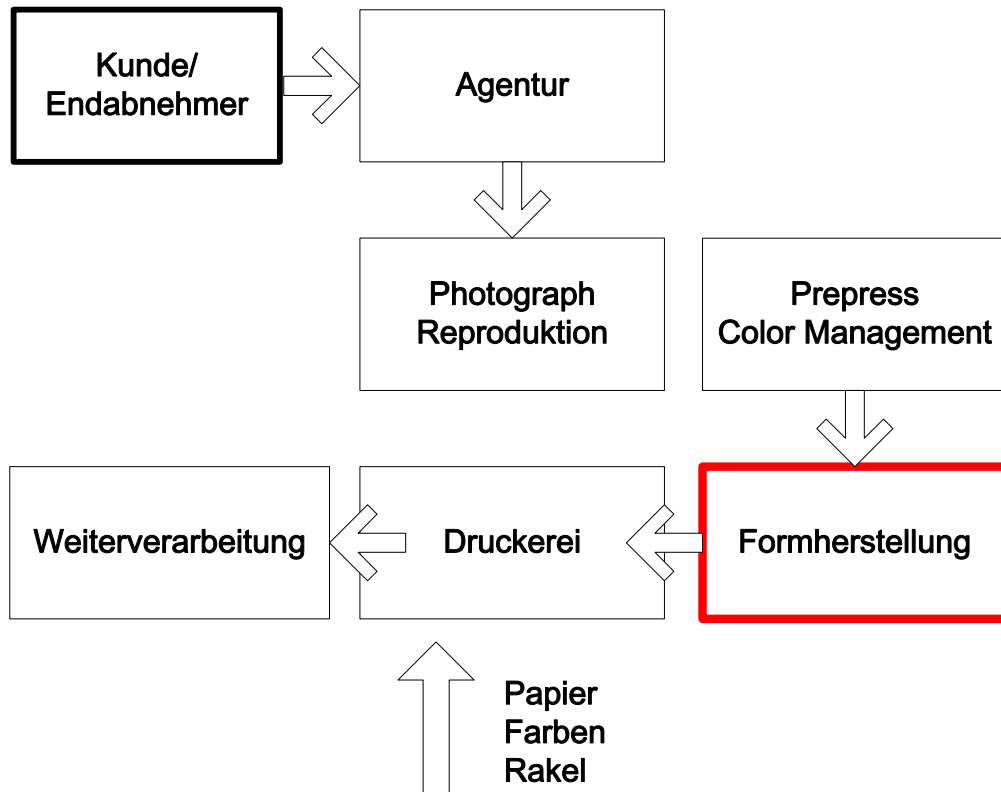 Kunde/
Endabnehmer
Agentur
Photograph
Reproduktion
Prepress
Color Management
Weiterverarbeitung
Druckerei
Formherstellung
Papier
Farben
Rakel